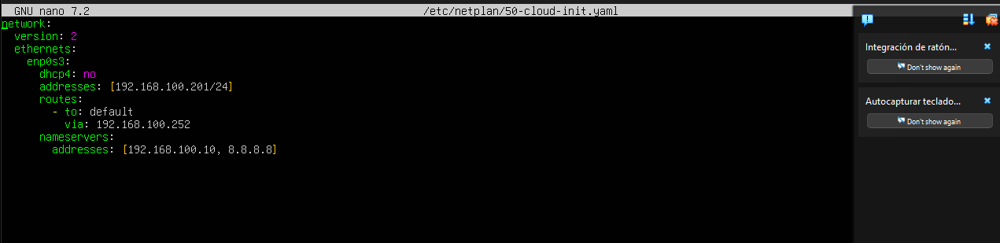 GNU nano 7.2 /etc/netplan/50-cloud-init.yaml
network:
  version: 2
  ethernets:
    enp0s3:
      dhcp4: no
      addresses: [192.168.100.201/24]
      routes:
        - to: default
          via: 192.168.100.252
      nameservers:
        addresses: [192.168.100.10, 8.8.8.8]
Integración de ratón...
Don't show again
Autocapturar teclado...
Don't show again